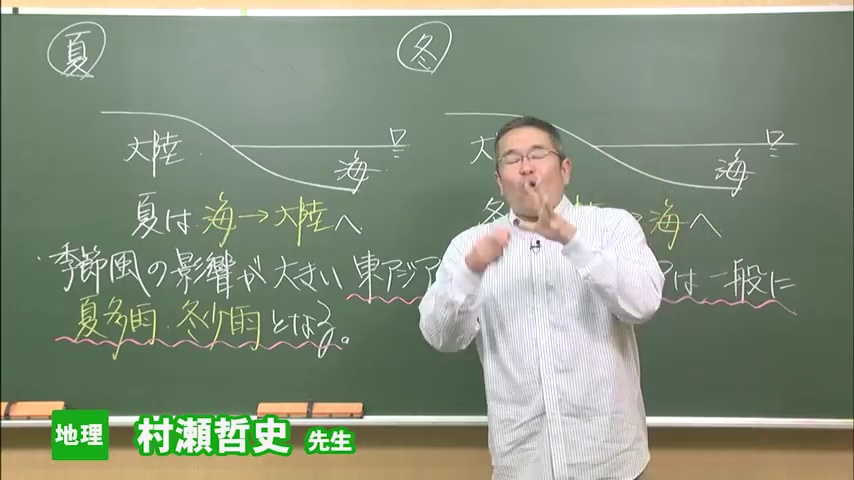 夏
冬
大陸
海
大
海
夏は 海→大陸へ
冬 海へ
季節風の影響が大きい 東アジア アは一般に
夏多雨・冬少雨となる。
地理 村瀬哲史 先生